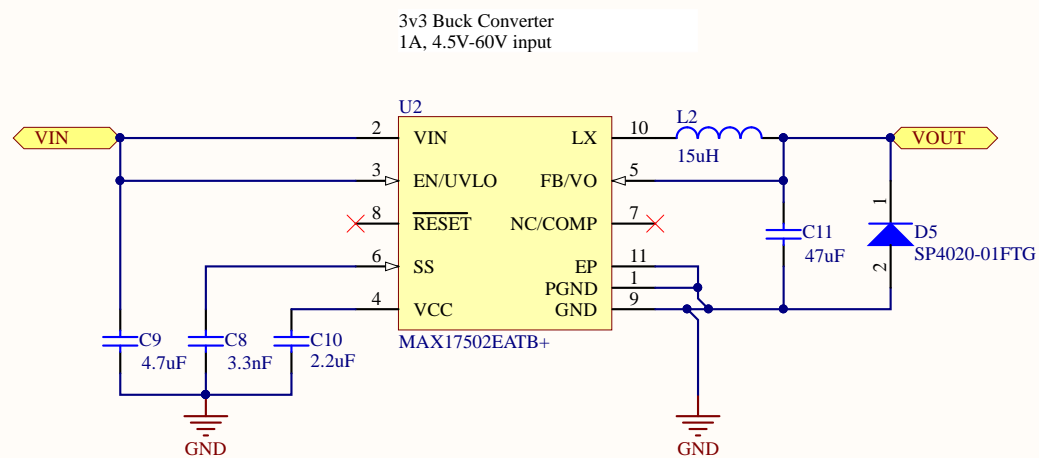 3v3 Buck Converter
1A, 4.5V-60V input
U2
VIN
2
VIN
LX
10
L2
15uH
VOUT
3
EN/UVLO
FB/VO
5
8
RESET
NC/COMP
7
1
D5
SP4020-01FTG
2
C11
47uF
6
SS
EP
11
PGND
1
4
VCC
GND
9
MAX17502EATB+
C9
4.7uF
C8
3.3nF
C10
2.2uF
GND
GND